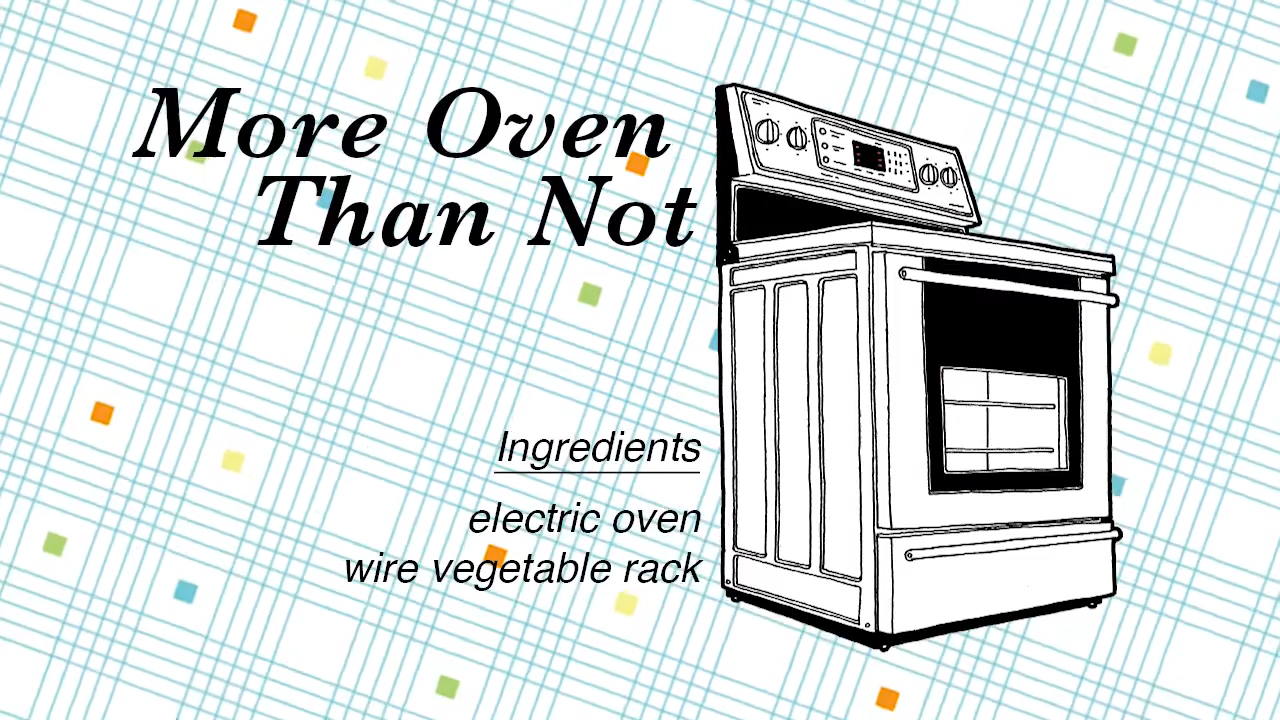 More Oven
Than Not
Ingredients
electric oven
wire vegetable rack